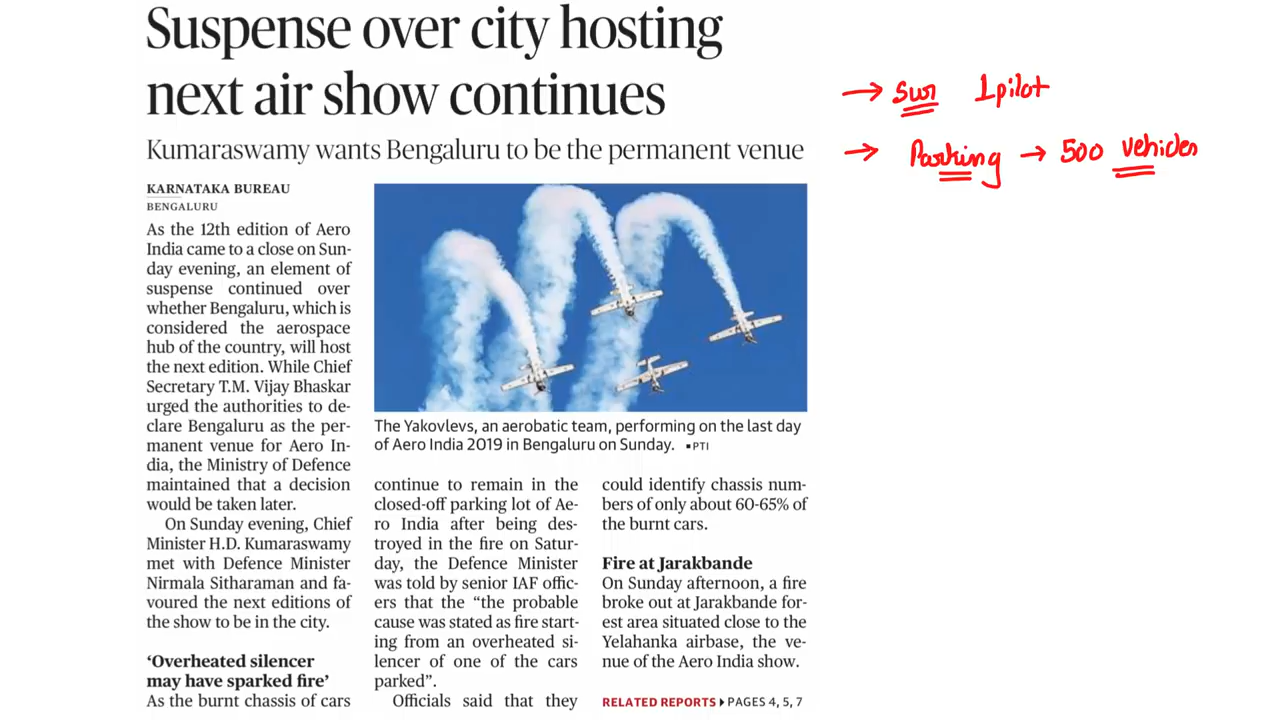 Suspense over city hosting
next air show continues
Kumaraswamy wants Bengaluru to be the permanent venue
KARNATAKA BUREAU
BENGALURU
As the 12th edition of Aero
India came to a close on Sun-
day evening, an element of
suspense continued over
whether Bengaluru, which is
considered the aerospace
hub of the country, will host
the next edition. While Chief
Secretary T.M. Vijay Bhaskar
urged the authorities to de-
clare Bengaluru as the per-
manent venue for Aero In-
dia, the Ministry of Defence
maintained that a decision
would be taken later.
On Sunday evening, Chief
Minister H.D. Kumaraswamy
met with Defence Minister
Nirmala Sitharaman and fa-
voured the next editions of
the show to be in the city.
‘Overheated silencer
may have sparked fire’
As the burnt chassis of cars
The Yakovlevs, an aerobatic team, performing on the last day
of Aero India 2019 in Bengaluru on Sunday. ▪PTI
continue to remain in the
closed-off parking lot of Ae-
ro India after being des-
troyed in the fire on Satur-
day, the Defence Minister
was told by senior IAF offic-
ers that the “the probable
cause was stated as fire start-
ing from an overheated si-
lencer of one of the cars
parked”.
Officials said that they
could identify chassis num-
bers of only about 60-65% of
the burnt cars.
Fire at Jarakbande
On Sunday afternoon, a fire
broke out at Jarakbande for-
est area situated close to the
Yelahanka airbase, the ve-
nue of the Aero India show.
RELATED REPORTS PAGES 4, 5, 7
→ 1 pilot
→ Parking → 500 vehicles